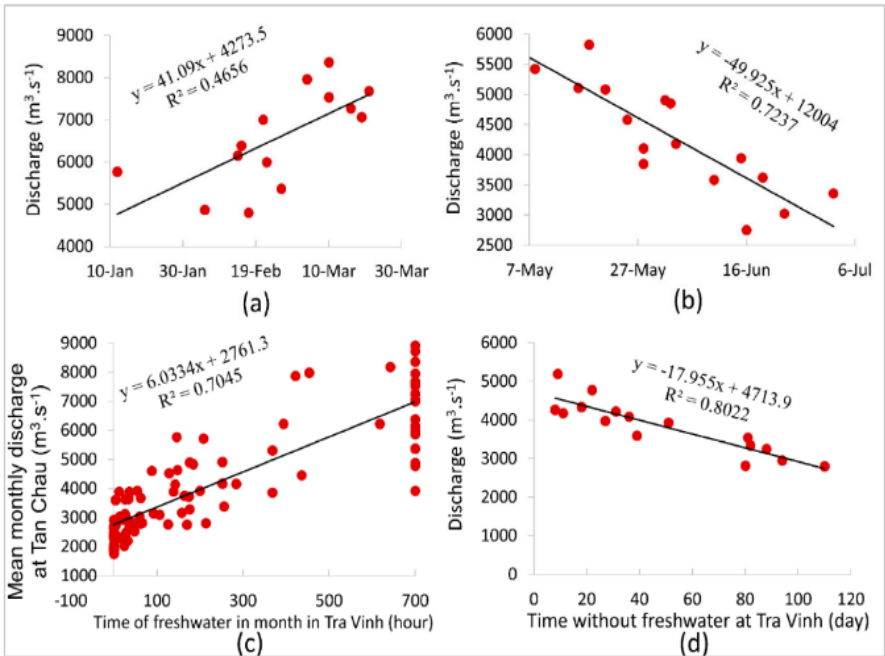 y = 41.09x + 4273.5
R² = 0.4656
Discharge (m³.s⁻¹)
9000
8000
7000
6000
5000
4000
10-Jan 30-Jan 19-Feb 10-Mar 30-Mar
(a)
y = -49.925x + 12004
R² = 0.7237
Discharge (m³.s⁻¹)
6000
5500
5000
4500
4000
3500
3000
2500
7-May 27-May 16-Jun 6-Jul
(b)
y = 6.0334x + 2761.3
R² = 0.7045
Mean monthly discharge
at Tan Chau (m³.s⁻¹)
9000
8000
7000
6000
5000
4000
3000
2000
1000
-100 100 300 500 700
Time of freshwater in month in Tra Vinh (hour)
(c)
y = -17.955x + 4713.9
R² = 0.8022
Discharge (m³.s⁻¹)
6000
5000
4000
3000
2000
1000
0
0 20 40 60 80 100 120
Time without freshwater at Tra Vinh (day)
(d)